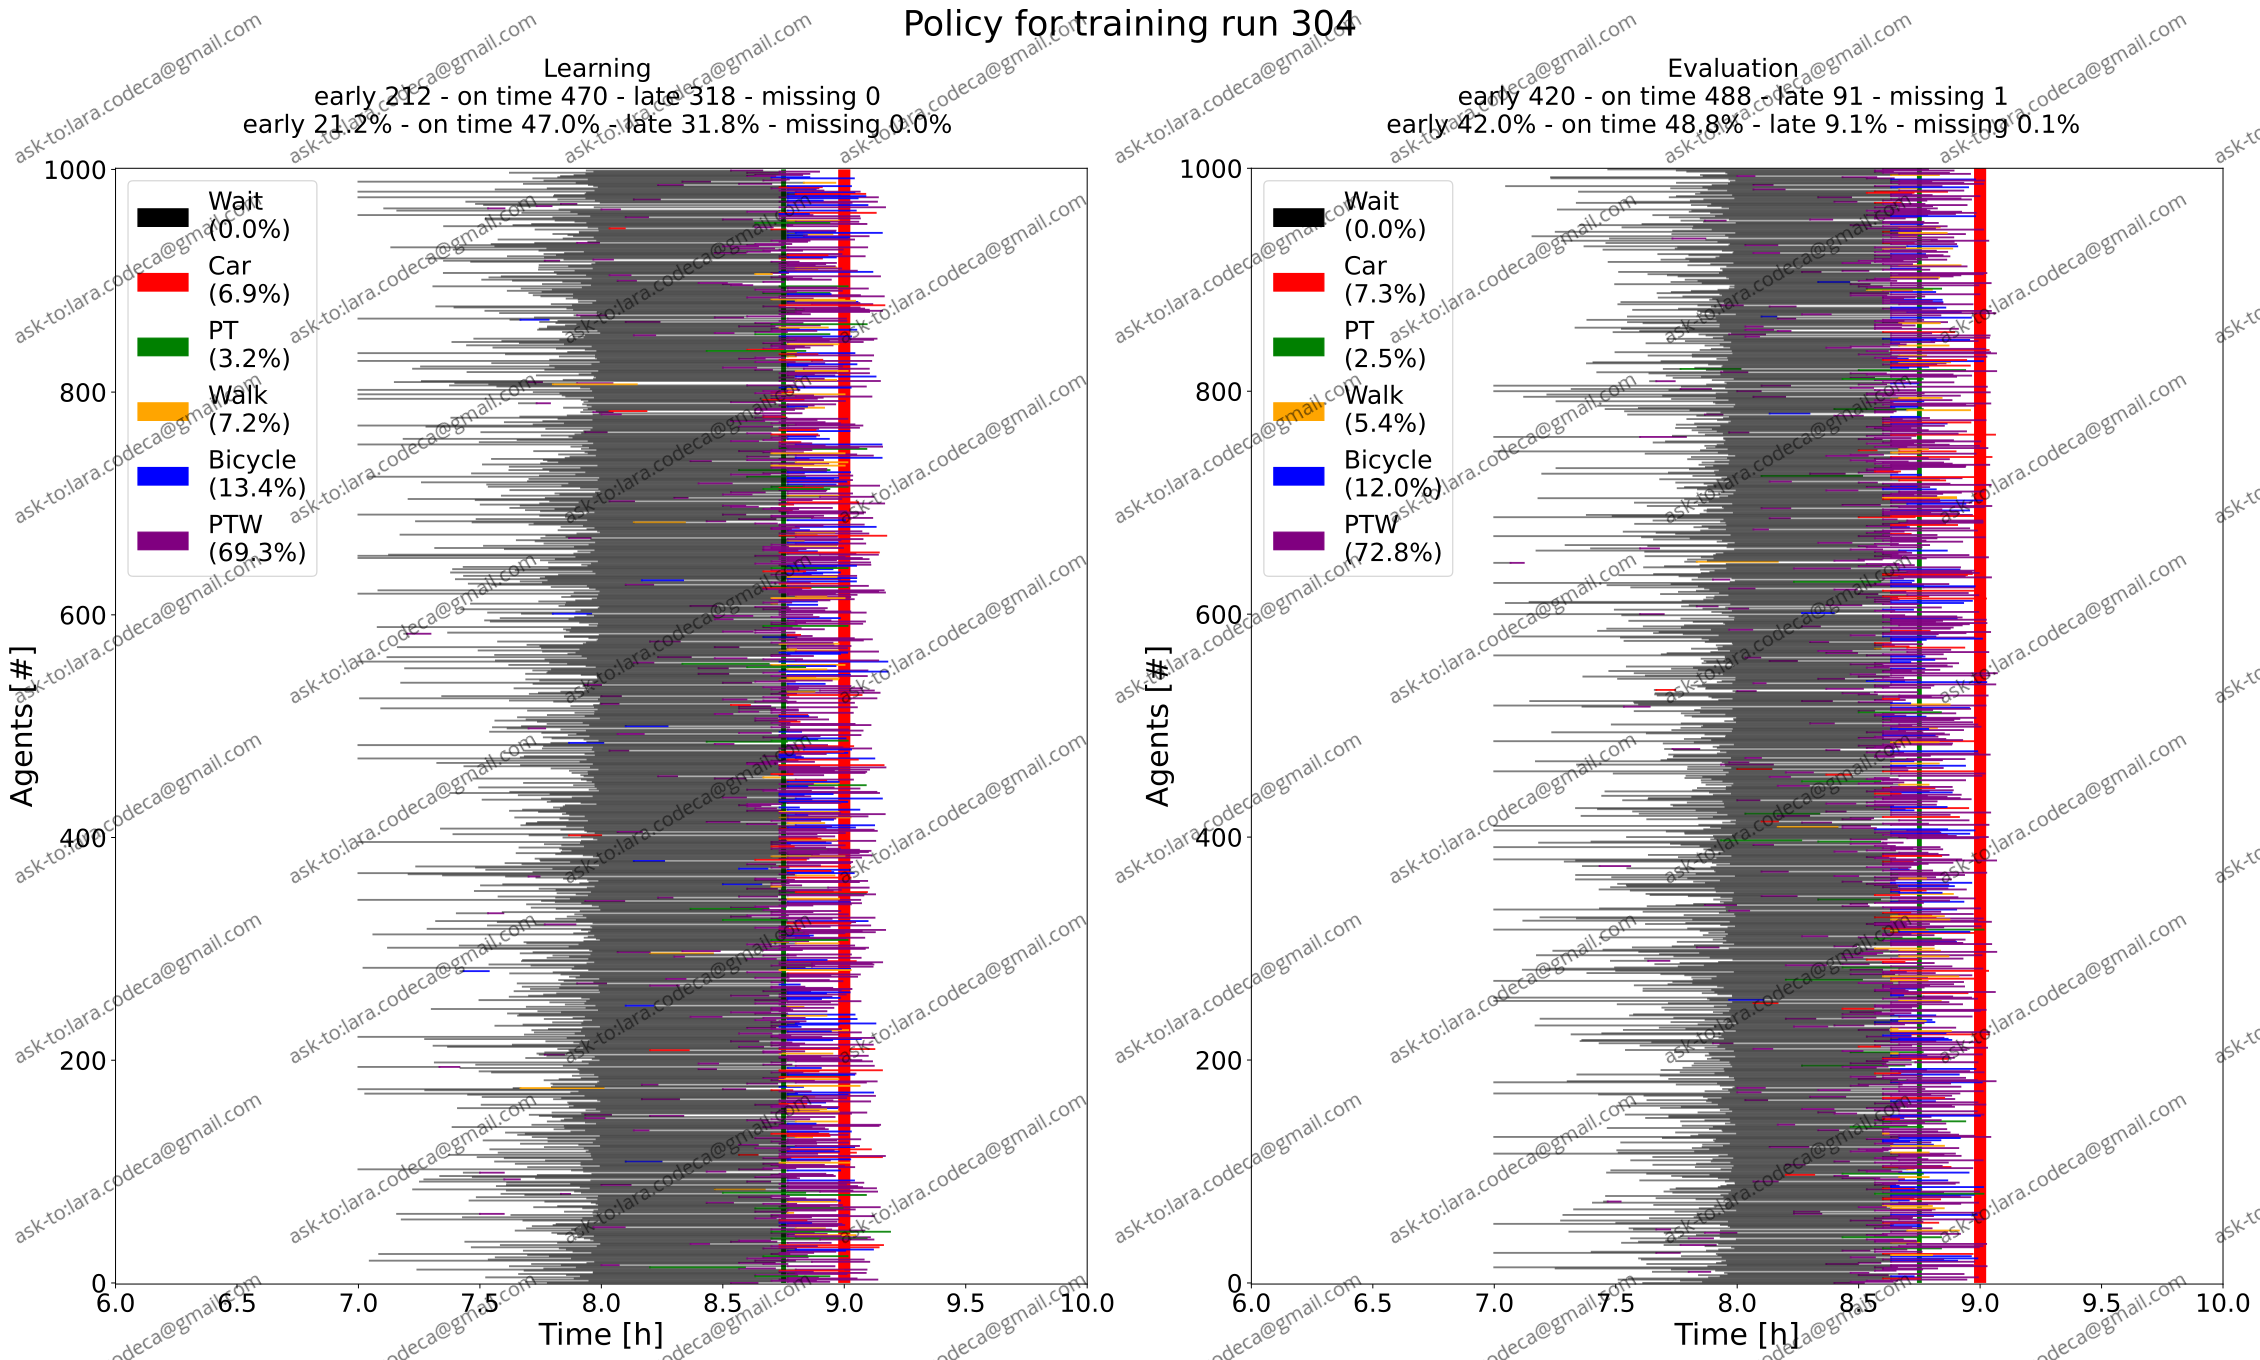 Policy for training run 304
Learning
early 212 - on time 470 - late 318 - missing 0
early 21.2% - on time 47.0% - late 31.8% - missing 0.0%
Agents [#]
1000
800
600
400
200
0
Wait
(0.0%)
Car
(6.9%)
PT
(3.2%)
Walk
(7.2%)
Bicycle
(13.4%)
PTW
(69.3%)
6.0 6.5 7.0 7.5 8.0 8.5 9.0 9.5 10.0
Time [h]
Evaluation
early 420 - on time 488 - late 91 - missing 1
early 42.0% - on time 48.8% - late 9.1% - missing 0.1%
Agents [#]
1000
800
600
400
200
0
Wait
(0.0%)
Car
(7.3%)
PT
(2.5%)
Walk
(5.4%)
Bicycle
(12.0%)
PTW
(72.8%)
6.0 6.5 7.0 7.5 8.0 8.5 9.0 9.5 10.0
Time [h]
ask-to:lara.codeca@gmail.com